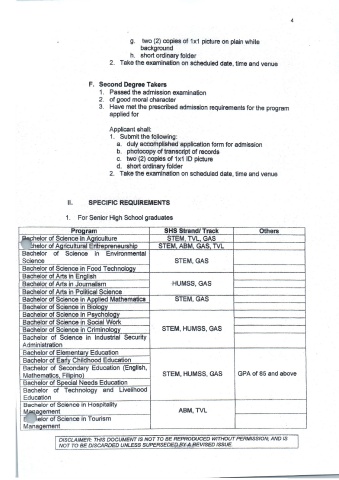 4
g. two (2) copies of 1x1 picture on plain white
background
h. short ordinary folder
2. Take the examination on scheduled date, time and venue
F. Second Degree Takers
1. Passed the admission examination
2. of good moral character
3. Have met the prescribed admission requirements for the program
applied for
Applicant shall:
1. Submit the following:
a. duly accomplished application form for admission
b. photocopy of transcript of records
c. two (2) copies of 1x1 ID picture
d. short ordinary folder
2. Take the examination on scheduled date, time and venue
II. SPECIFIC REQUIREMENTS
1. For Senior High School graduates
Program SHS Strand/ Track Others
Bachelor of Science in Agriculture STEM, TVL, GAS
helor of Agricultural Entrepreneurship STEM, ABM, GAS, TVL
Bachelor of Science in Environmental
Science STEM, GAS
Bachelor of Science in Food Technology
Bachelor of Arts in English
Bachelor of Arts in Journalism HUMSS, GAS
Bachelor of Arts in Political Science
Bachelor of Science in Applied Mathematics STEM, GAS
Bachelor of Science in Biology
Bachelor of Science in Psychology
Bachelor of Science in Social Work
Bachelor of Science in Criminology STEM, HUMSS, GAS
Bachelor of Science in Industrial Security
Administration
Bachelor of Elementary Education
Bachelor of Early Childhood Education
Bachelor of Secondary Education (English,
Mathematics, Filipino) STEM, HUMSS, GAS GPA of 85 and above
Bachelor of Special Needs Education
Bachelor of Technology and Livelihood
Education
Bachelor of Science in Hospitality
Management ABM, TVL
elor of Science in Tourism
Management
DISCLAIMER: THIS DOCUMENT IS NOT TO BE REPRODUCED WITHOUT PERMISSION, AND IS
NOT TO BE DISCARDED UNLESS SUPERSEDED BY A REVISED ISSUE